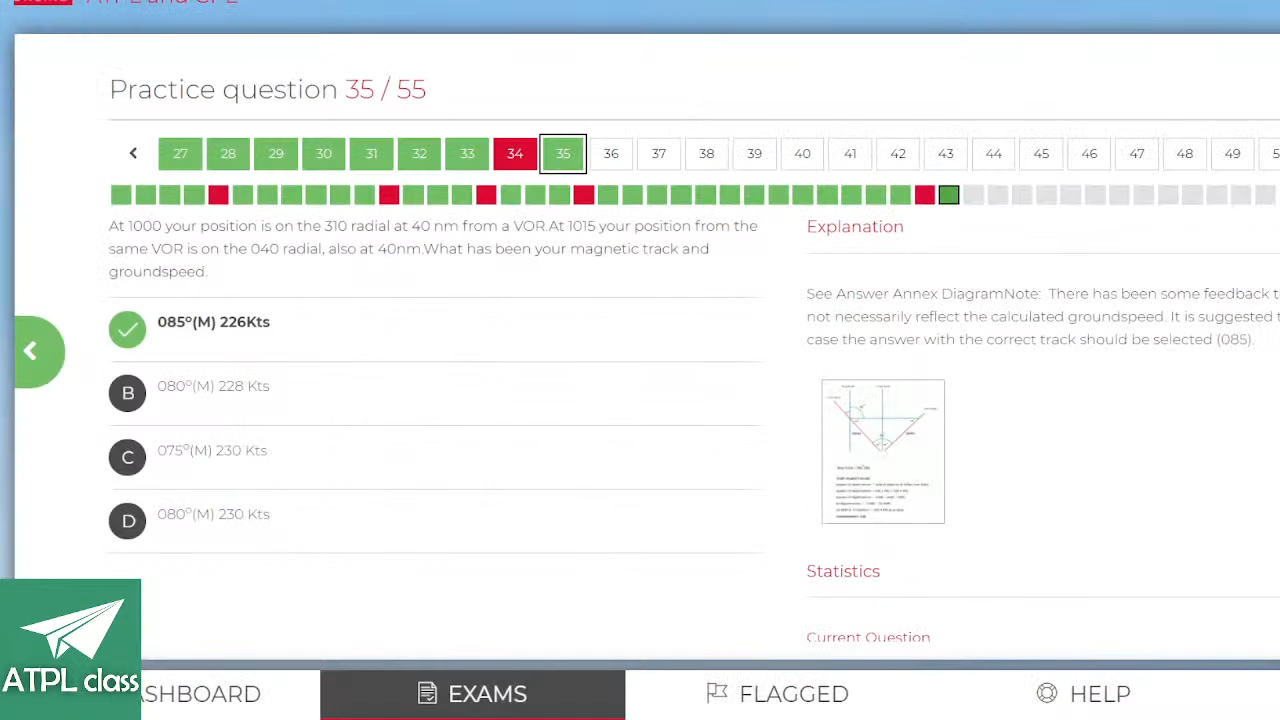 ATPL and CPL
Practice question 35 / 55
27 28 29 30 31 32 33 34 35 36 37 38 39 40 41 42 43 44 45 46 47 48 49
At 1000 your position is on the 310 radial at 40 nm from a VOR.At 1015 your position from the
same VOR is on the 040 radial, also at 40nm.What has been your magnetic track and
groundspeed.
085º(M) 226Kts
B 080º(M) 228 Kts
C 075º(M) 230 Kts
D 080º(M) 230 Kts
Explanation
See Answer Annex DiagramNote: There has been some feedback t
not necessarily reflect the calculated groundspeed. It is suggested
case the answer with the correct track should be selected (085).
Statistics
Current Question
ATPL class
SHBOARD
EXAMS
FLAGGED
HELP